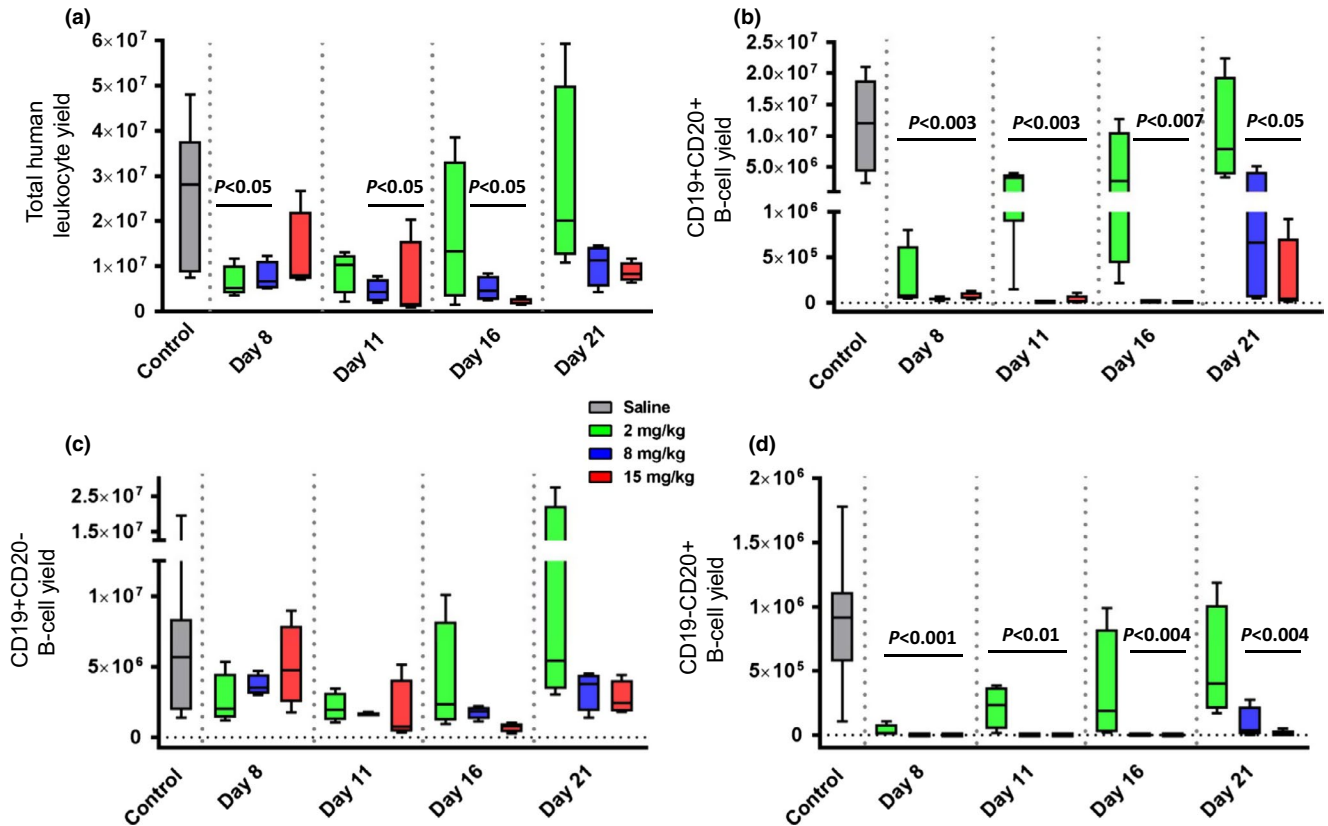 (a)
Total human
leukocyte yield
6×10⁷
5×10⁷
4×10⁷
3×10⁷
2×10⁷
1×10⁷
0
P<0.05
P<0.05
P<0.05
Control
Day 8
Day 11
Day 16
Day 21
(b)
CD19+CD20+
B-cell yield
2.5×10⁷
2.0×10⁷
1.5×10⁷
1.0×10⁷
5.0×10⁶
1×10⁶
5×10⁵
0
P<0.003
P<0.003
P<0.007
P<0.05
Control
Day 8
Day 11
Day 16
Day 21
Saline
2 mg/kg
8 mg/kg
15 mg/kg
(c)
CD19+CD20-
B-cell yield
2.5×10⁷
1.5×10⁷
1×10⁷
5×10⁶
0
Control
Day 8
Day 11
Day 16
Day 21
(d)
CD19-CD20+
B-cell yield
2×10⁶
1.5×10⁶
1×10⁶
5×10⁵
0
P<0.001
P<0.01
P<0.004
P<0.004
Control
Day 8
Day 11
Day 16
Day 21